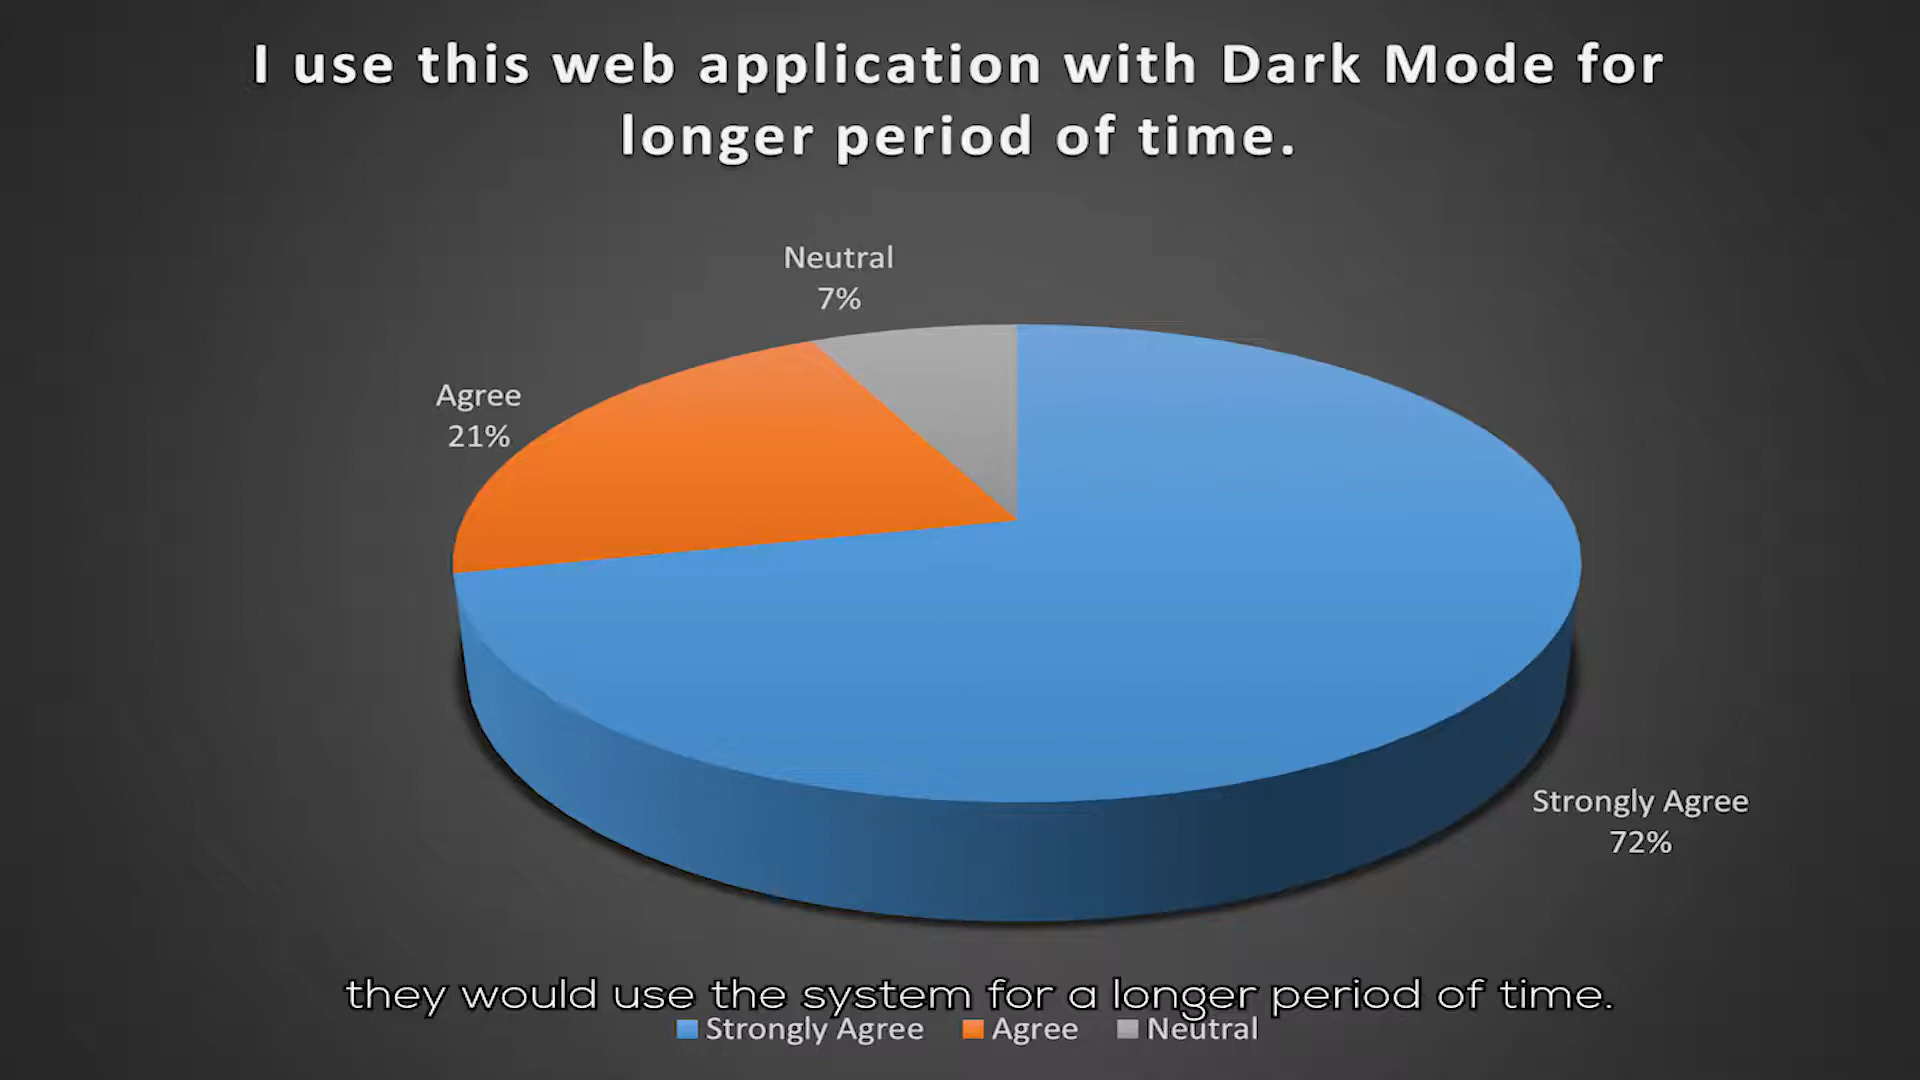 I use this web application with Dark Mode for
longer period of time.
Neutral
7%
Agree
21%
Strongly Agree
72%
they would use the system for a longer period of time.
Strongly Agree Agree Neutral